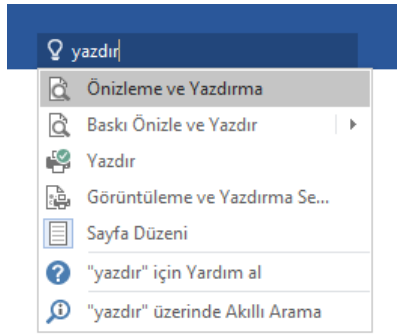 yazdır
Önizleme ve Yazdırma
Baskı Önizle ve Yazdır
Yazdır
Görüntüleme ve Yazdırma Se...
Sayfa Düzeni
"yazdır" için Yardım al
"yazdır" üzerinde Akıllı Arama